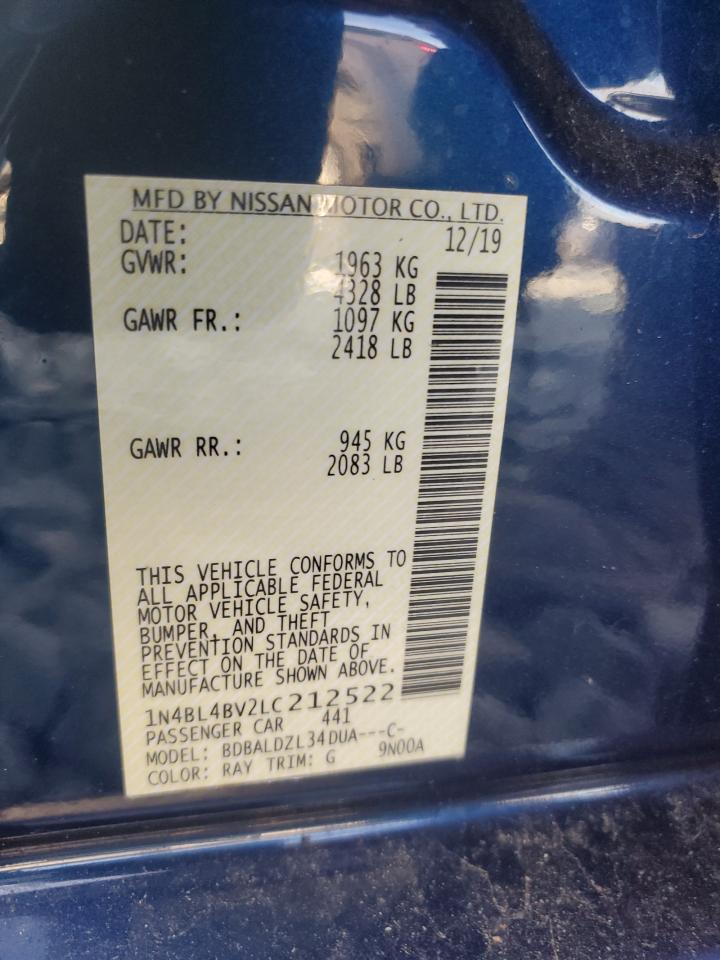 MFD BY NISSAN MOTOR CO., LTD.
DATE: 12/19
GVWR: 1963 KG
4328 LB
GAWR FR.: 1097 KG
2418 LB
GAWR RR.: 945 KG
2083 LB
THIS VEHICLE CONFORMS TO
ALL APPLICABLE FEDERAL
MOTOR VEHICLE SAFETY,
BUMPER, AND THEFT
PREVENTION STANDARDS IN
EFFECT ON THE DATE OF
MANUFACTURE SHOWN ABOVE.
1N4BL4BV2LC212522
PASSENGER CAR 441
MODEL: BDBALDZL34DUA---C-
COLOR: RAY TRIM: G 9N00A